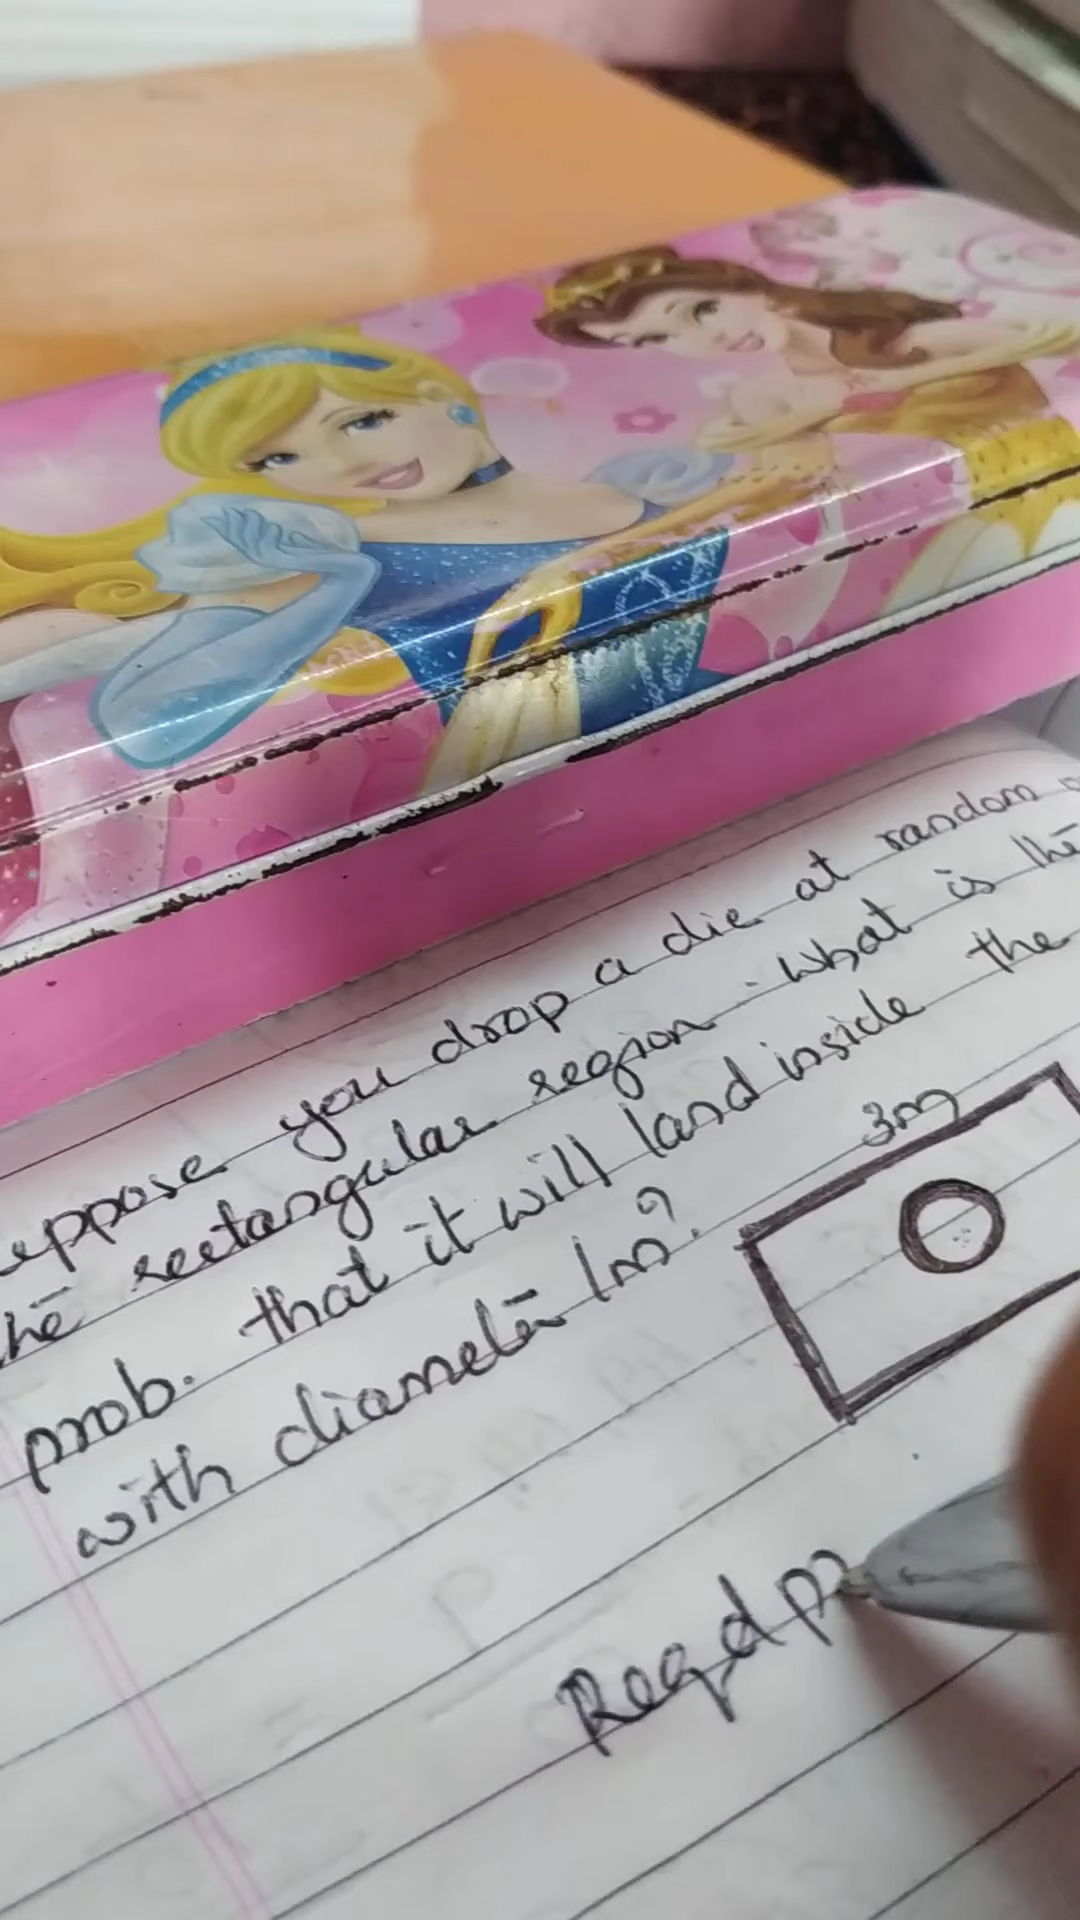 you drop a die at random
the rectangular region. What is the
prob. that it will land inside the
with diameter 1m?
3m
Reqd